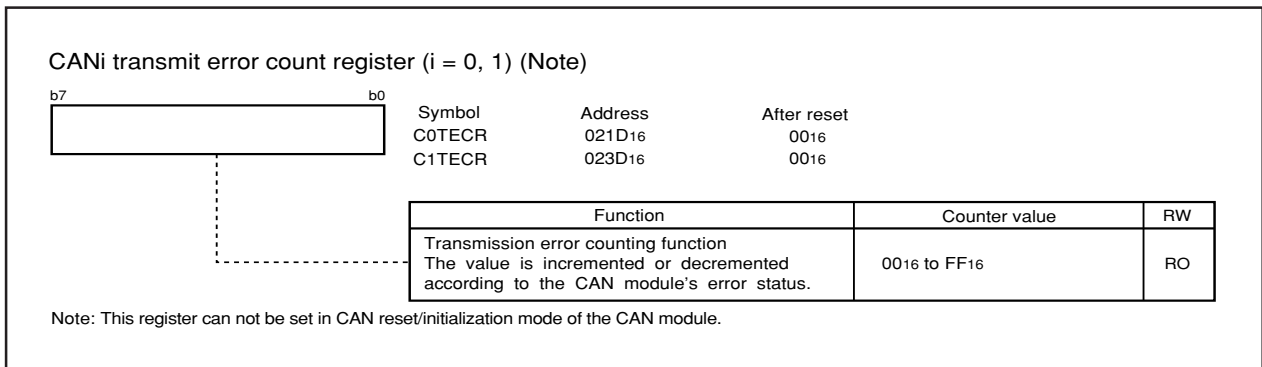 CANi transmit error count register (i = 0, 1) (Note)
b7 b0
Symbol Address After reset
C0TECR 021D16 0016
C1TECR 023D16 0016
Function Counter value RW
Transmission error counting function
The value is incremented or decremented 0016 to FF16 RO
according to the CAN module's error status.
Note: This register can not be set in CAN reset/initialization mode of the CAN module.